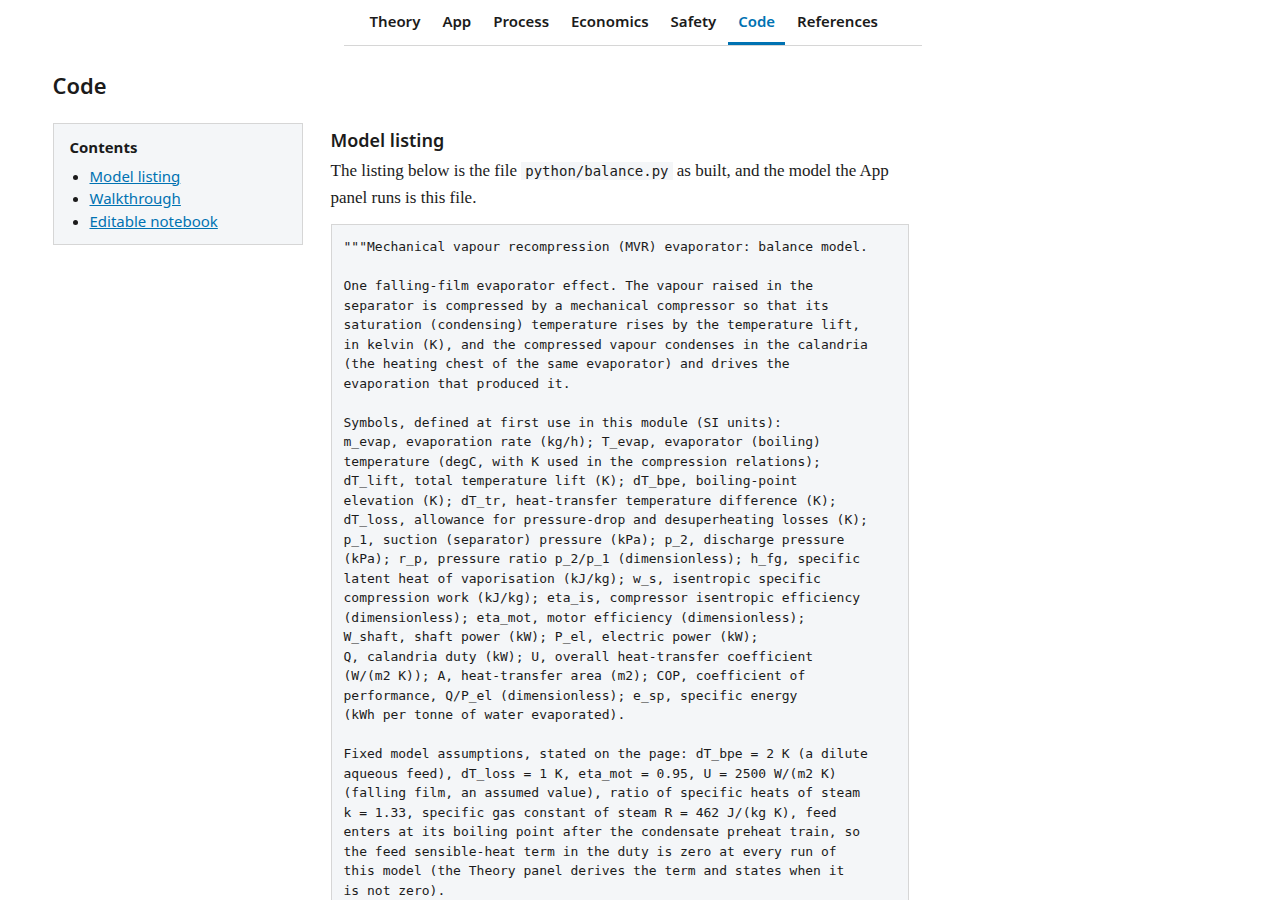 Theory App Process Economics Safety Code References
Code
Contents
Model listing
Walkthrough
Editable notebook
Model listing
The listing below is the file python/balance.py as built, and the model the App
panel runs is this file.
"""Mechanical vapour recompression (MVR) evaporator: balance model.
One falling-film evaporator effect. The vapour raised in the
separator is compressed by a mechanical compressor so that its
saturation (condensing) temperature rises by the temperature lift,
in kelvin (K), and the compressed vapour condenses in the calandria
(the heating chest of the same evaporator) and drives the
evaporation that produced it.
Symbols, defined at first use in this module (SI units):
m_evap, evaporation rate (kg/h); T_evap, evaporator (boiling)
temperature (degC, with K used in the compression relations);
dT_lift, total temperature lift (K); dT_bpe, boiling-point
elevation (K); dT_tr, heat-transfer temperature difference (K);
dT_loss, allowance for pressure-drop and desuperheating losses (K);
p_1, suction (separator) pressure (kPa); p_2, discharge pressure
(kPa); r_p, pressure ratio p_2/p_1 (dimensionless); h_fg, specific
latent heat of vaporisation (kJ/kg); w_s, isentropic specific
compression work (kJ/kg); eta_is, compressor isentropic efficiency
(dimensionless); eta_mot, motor efficiency (dimensionless);
W_shaft, shaft power (kW); P_el, electric power (kW);
Q, calandria duty (kW); U, overall heat-transfer coefficient
(W/(m2 K)); A, heat-transfer area (m2); COP, coefficient of
performance, Q/P_el (dimensionless); e_sp, specific energy
(kWh per tonne of water evaporated).
Fixed model assumptions, stated on the page: dT_bpe = 2 K (a dilute
aqueous feed), dT_loss = 1 K, eta_mot = 0.95, U = 2500 W/(m2 K)
(falling film, an assumed value), ratio of specific heats of steam
k = 1.33, specific gas constant of steam R = 462 J/(kg K), feed
enters at its boiling point after the condensate preheat train, so
the feed sensible-heat term in the duty is zero at every run of
this model (the Theory panel derives the term and states when it
is not zero).